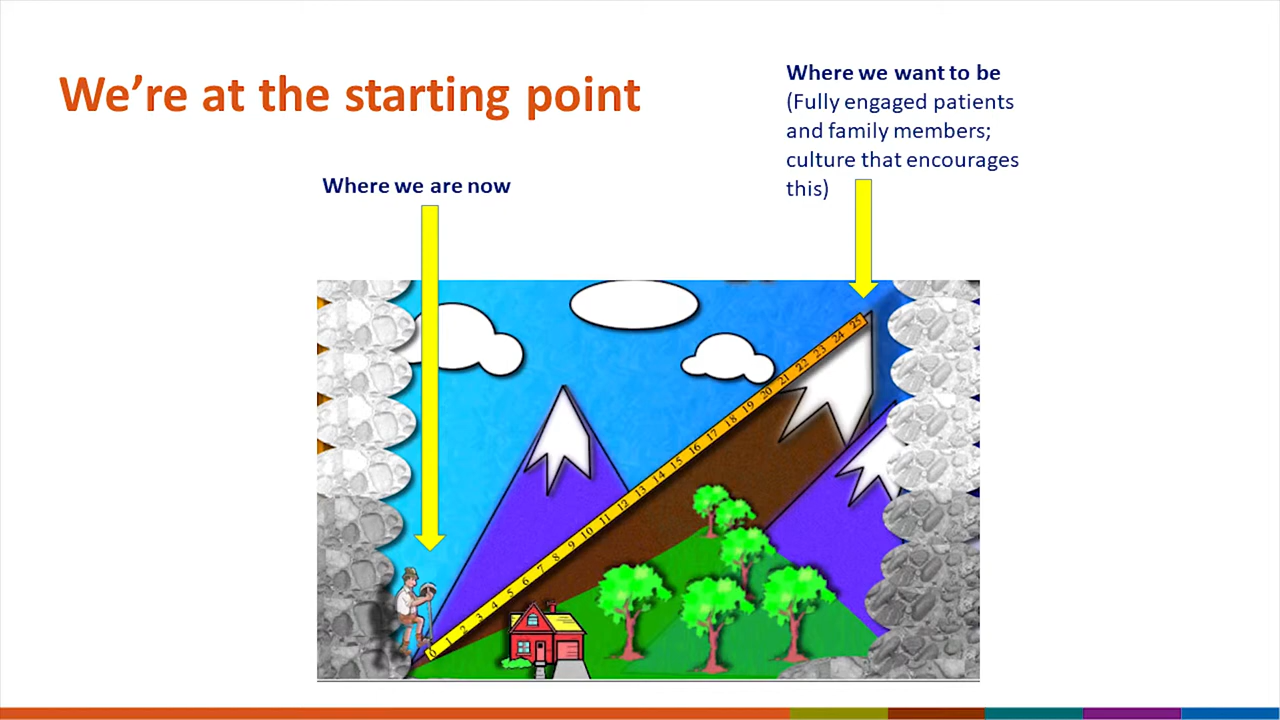 We're at the starting point
Where we want to be
(Fully engaged patients
and family members;
culture that encourages
this)
Where we are now
0 1 2 3 4 5 6 7 8 9 10 11 12 13 14 15 16 17 18 19 20 21 22 23 24 25